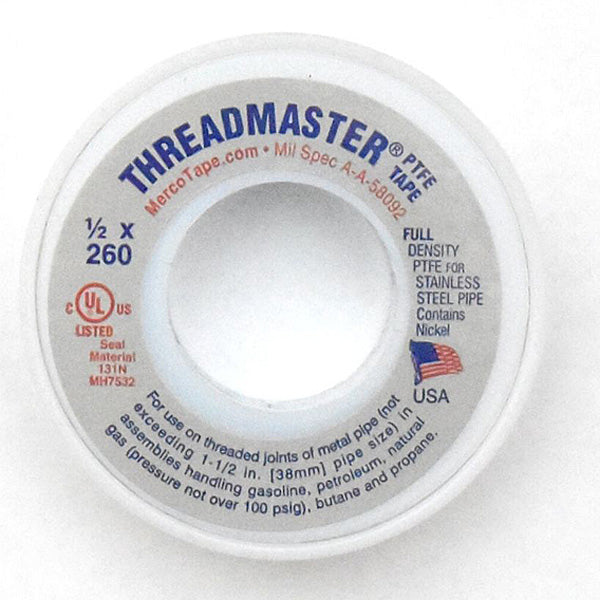 THREADMASTER® PTFE TAPE
MercoTape.com • Mil Spec A-A-58092
½ x
260
C UL US
LISTED
Seal
Material
131N
MH7532
FULL
DENSITY
PTFE FOR
STAINLESS
STEEL PIPE
Contains
Nickel
USA
For use on threaded joints of metal pipe (not
exceeding 1-1/2 in. [38mm] pipe size) in
assemblies handling gasoline, petroleum, natural
gas (pressure not over 100 psig), butane and propane.